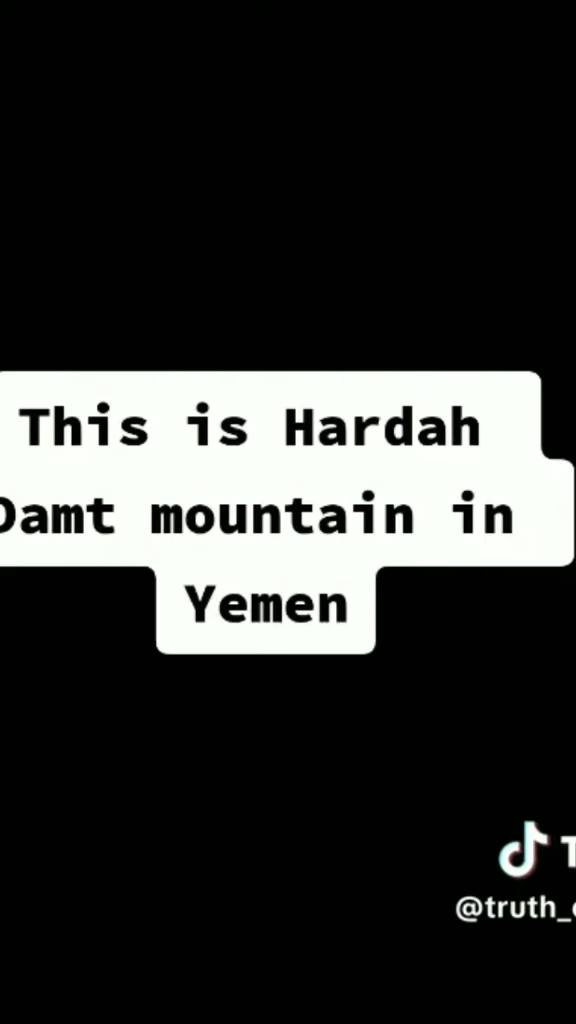 This is Hardah
Damt mountain in
Yemen
@truth_